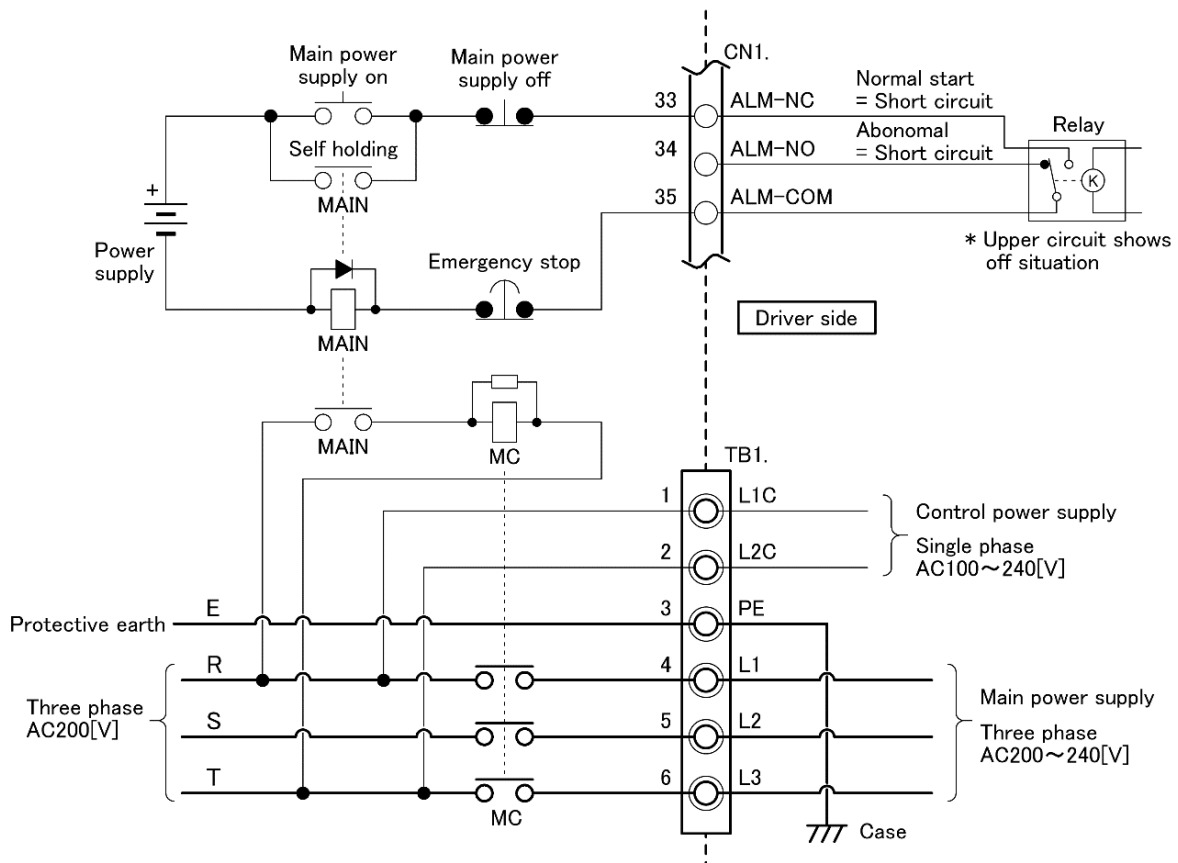 CN1.
Main power
supply on
Main power
supply off
Normal start
= Short circuit
33
ALM-NC
Abonomal
= Short circuit
Relay
Self holding
34
ALM-NO
K
MAIN
35
ALM-COM
+
Power
supply
* Upper circuit shows
off situation
Emergency stop
MAIN
Driver side
MAIN
MC
TB1.
1
L1C
Control power supply
Single phase
AC100～240[V]
2
L2C
Protective earth
E
3
PE
R
4
L1
Three phase
AC200[V]
Main power supply
S
5
L2
Three phase
AC200～240[V]
T
6
L3
MC
Case